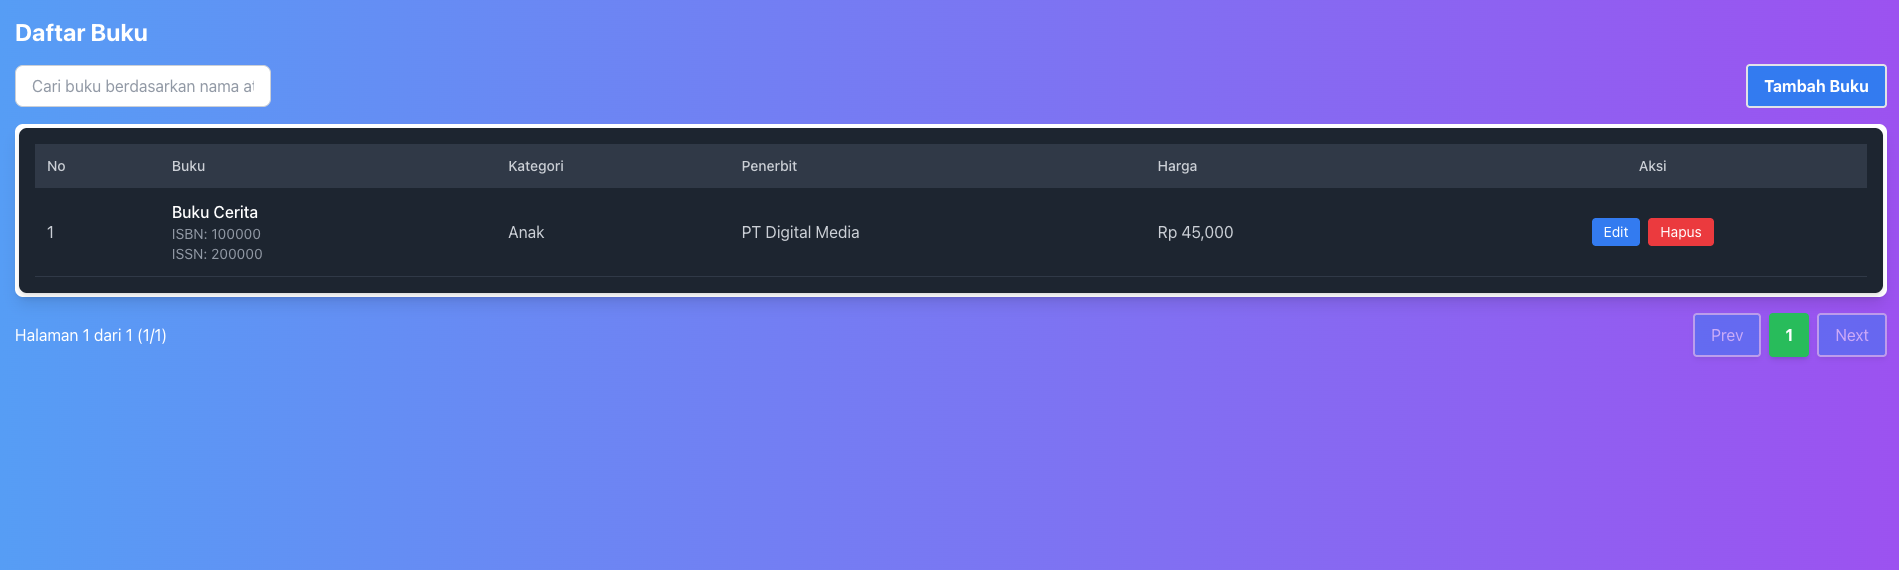 Daftar Buku
Cari buku berdasarkan nama at
Tambah Buku
No Buku Kategori Penerbit Harga Aksi
Buku Cerita
1 ISBN: 100000 Anak PT Digital Media Rp 45,000 Edit Hapus
ISSN: 200000
Halaman 1 dari 1 (1/1) Prev 1 Next